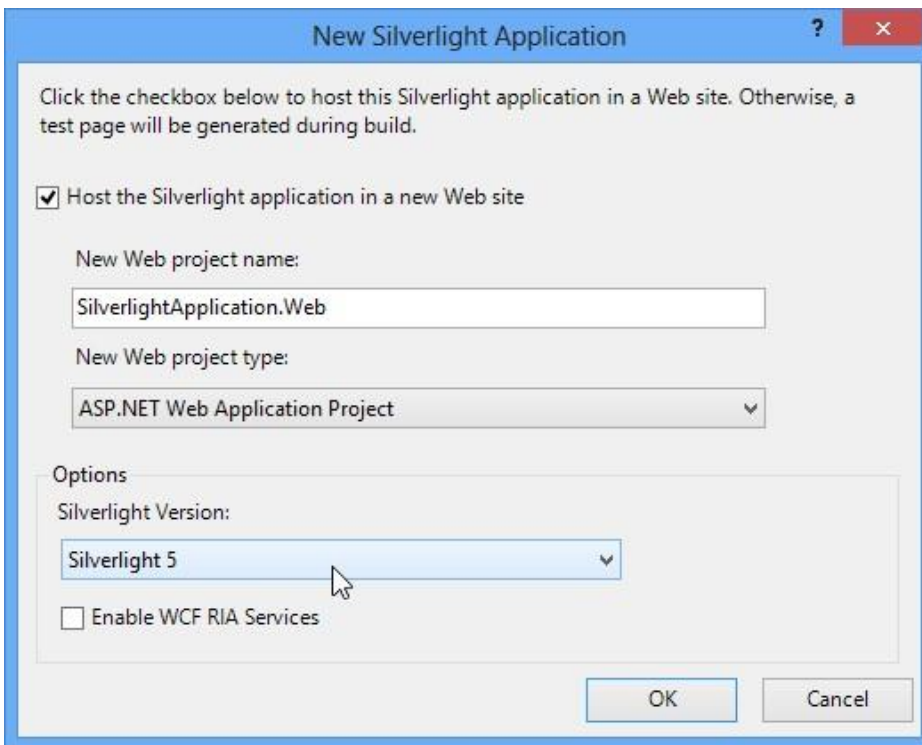 New Silverlight Application
?
Click the checkbox below to host this Silverlight application in a Web site. Otherwise, a
test page will be generated during build.
Host the Silverlight application in a new Web site
New Web project name:
SilverlightApplication.Web
New Web project type:
ASP.NET Web Application Project
Options
Silverlight Version:
Silverlight 5
Enable WCF RIA Services
OK Cancel